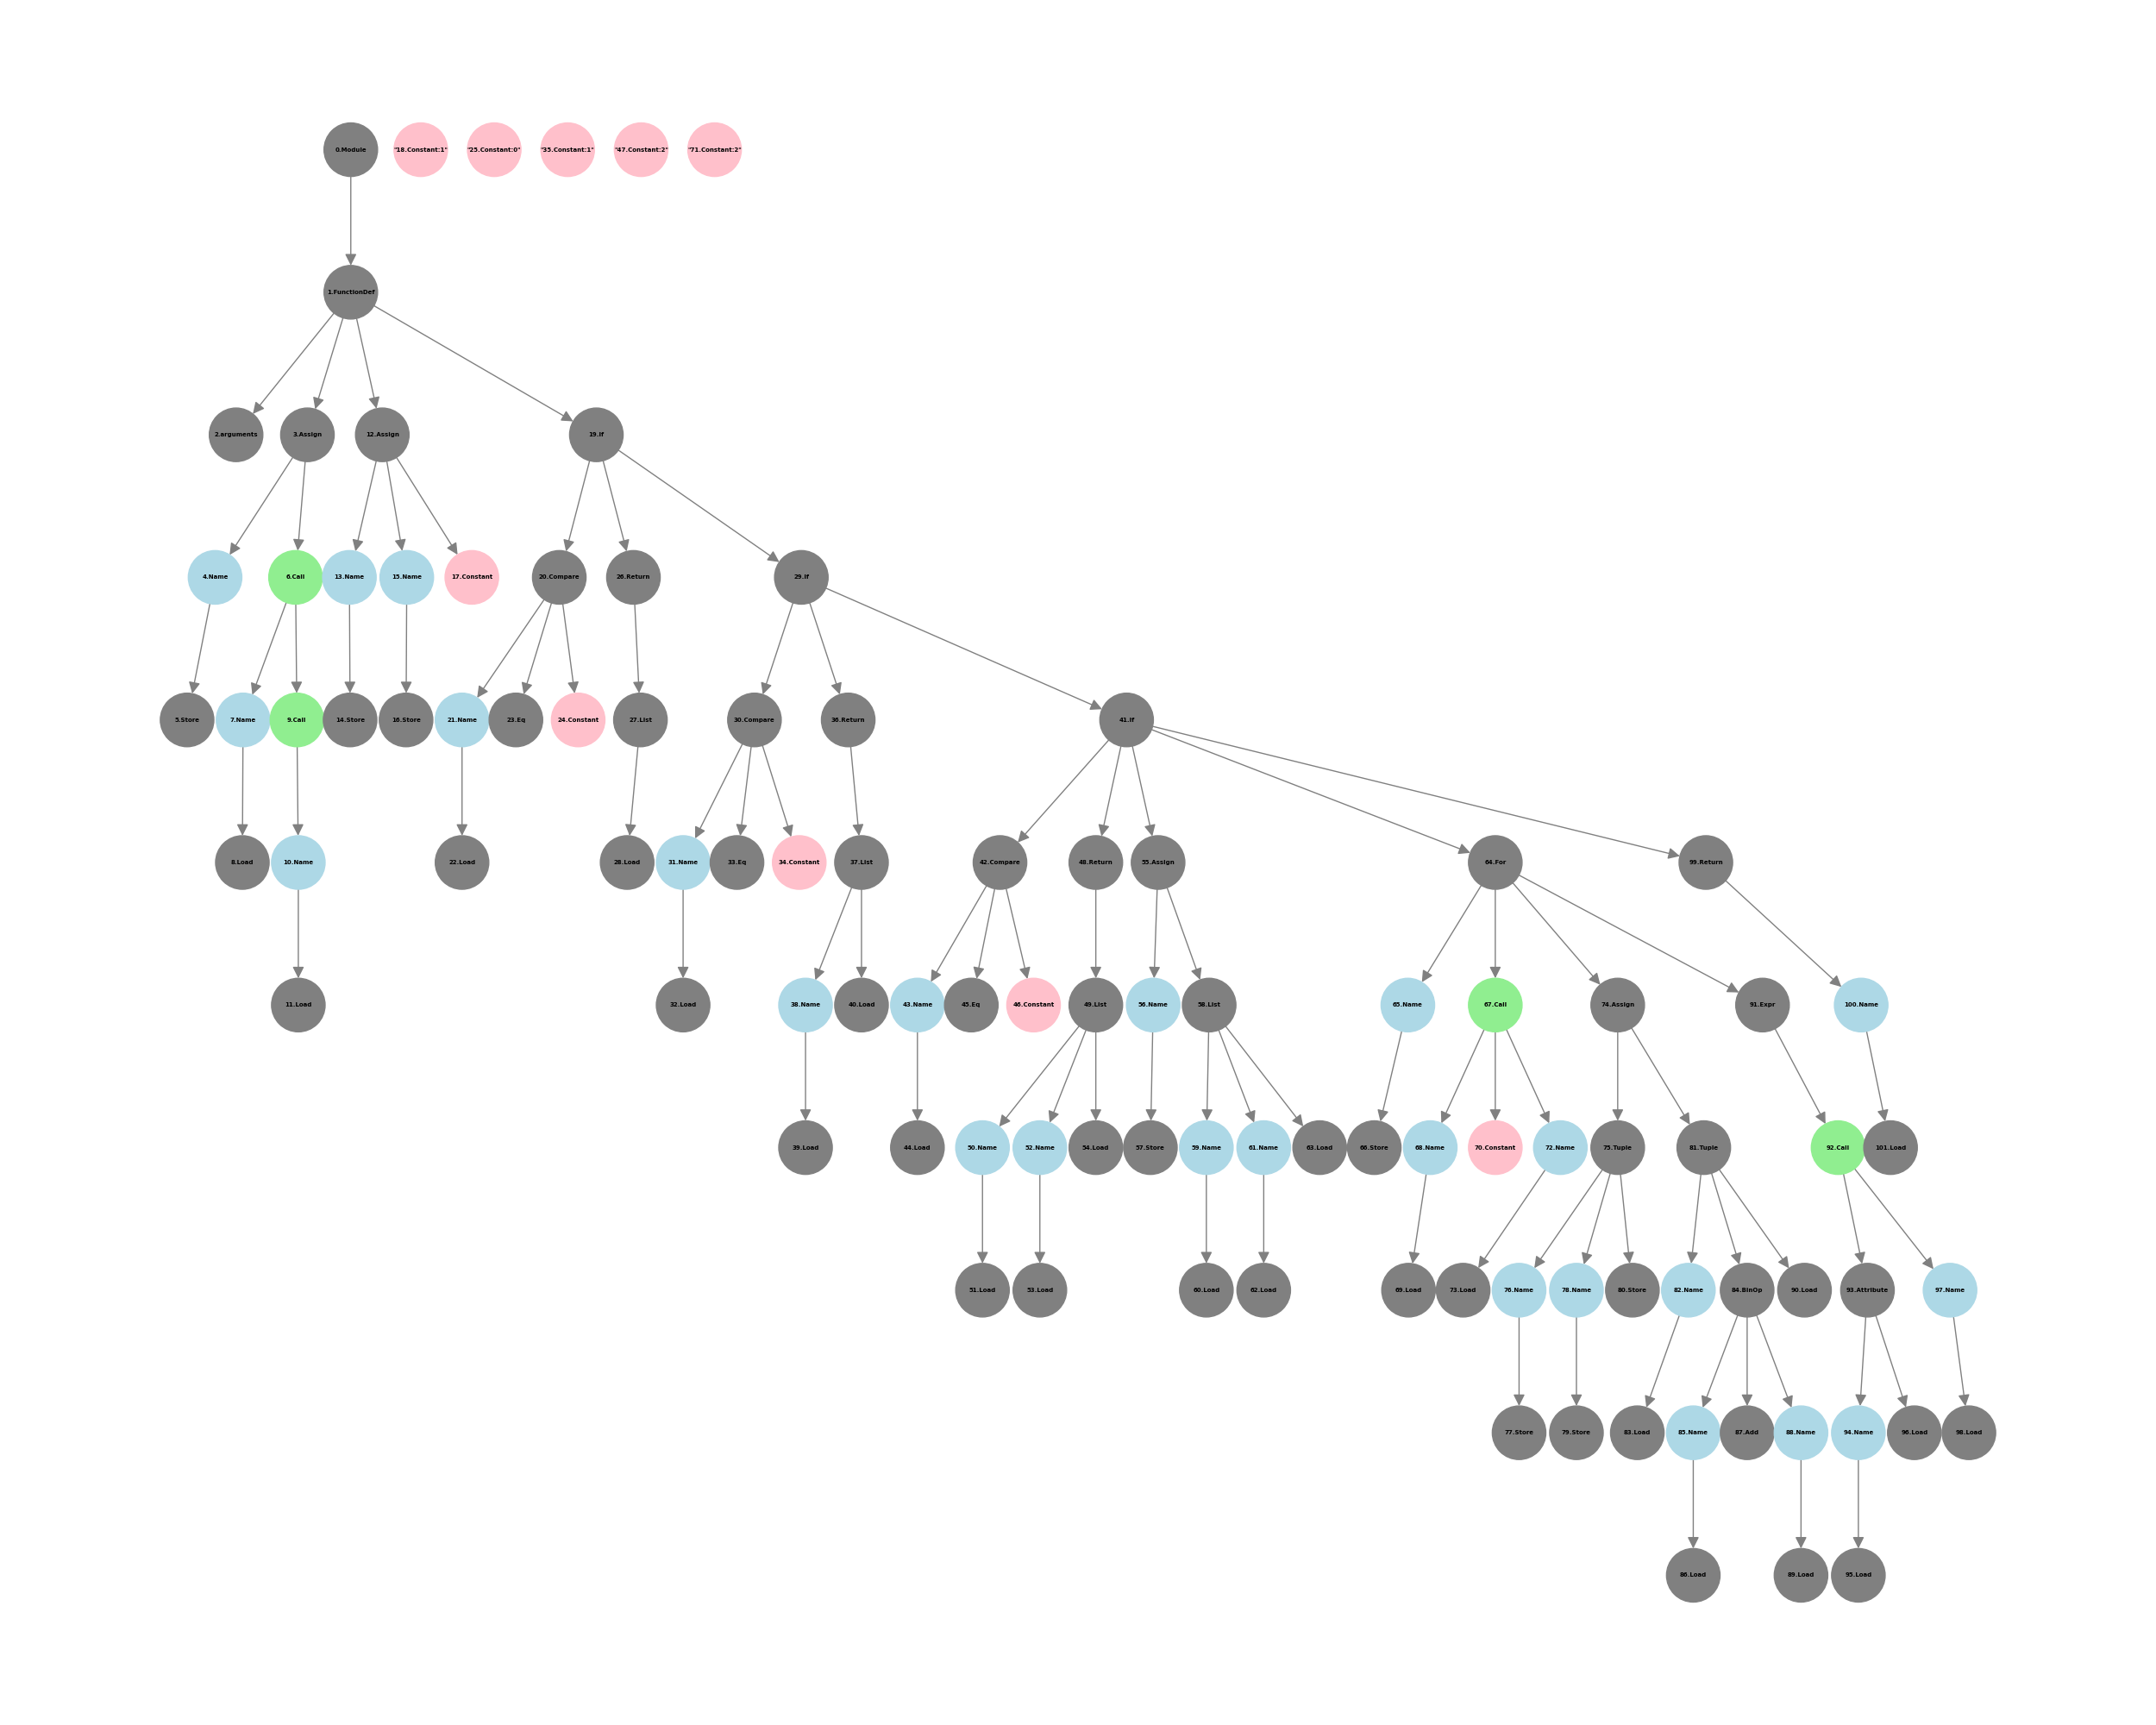 0.Module "18.Constant:1" "25.Constant:0" "35.Constant:1" "47.Constant:2" "71.Constant:2"
1.FunctionDef
2.arguments 3.Assign 12.Assign 19.If
4.Name 6.Call 13.Name 15.Name 17.Constant 20.Compare 26.Return 29.If
5.Store 7.Name 9.Call 14.Store 16.Store 21.Name 23.Eq 24.Constant 27.List 30.Compare 36.Return 41.If
8.Load 10.Name 22.Load 28.Load 31.Name 33.Eq 34.Constant 37.List 42.Compare 48.Return 55.Assign 64.For 99.Return
11.Load 32.Load 38.Name 40.Load 43.Name 45.Eq 46.Constant 49.List 56.Name 58.List 65.Name 67.Call 74.Assign 91.Expr 100.Name
39.Load 44.Load 50.Name 52.Name 54.Load 57.Store 59.Name 61.Name 63.Load 66.Store 68.Name 70.Constant 72.Name 75.Tuple 81.Tuple 92.Call 101.Load
51.Load 53.Load 60.Load 62.Load 69.Load 73.Load 76.Name 78.Name 80.Store 82.Name 84.BinOp 90.Load 93.Attribute 97.Name
77.Store 79.Store 83.Load 85.Name 87.Add 88.Name 94.Name 96.Load 98.Load
86.Load 89.Load 95.Load